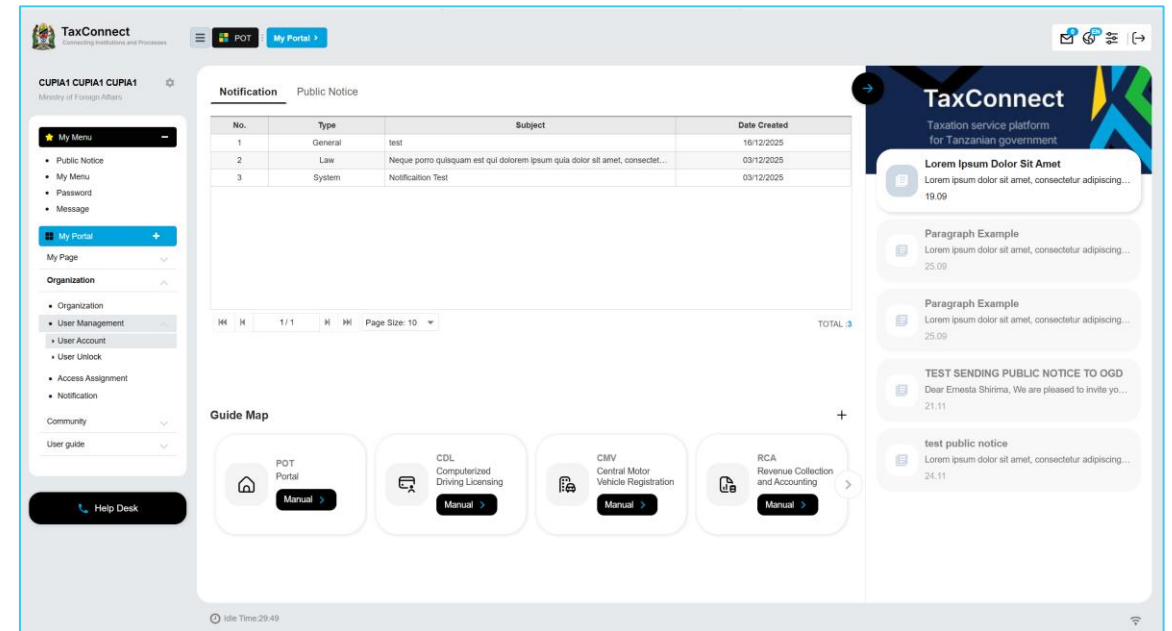 TaxConnect
Connecting Institutions and Processes
POT
My Portal >
0
EN
CUPIA1 CUPIA1 CUPIA1
Ministry of Foreign Affairs
My Menu
Public Notice
My Menu
Password
Message
My Portal
My Page
Organization
Organization
User Management
User Account
User Unlock
Access Assignment
Notification
Community
User guide
Help Desk
Notification Public Notice
No. Type Subject Date Created
1 General test 16/12/2025
2 Law Neque porro quisquam est qui dolorem ipsum quia dolor sit amet, consectet... 03/12/2025
3 System Notificaition Test 03/12/2025
1 / 1 Page Size: 10 TOTAL :3
Guide Map
POT
Portal
Manual >
CDL
Computerized
Driving Licensing
Manual >
CMV
Central Motor
Vehicle Registration
Manual >
RCA
Revenue Collection
and Accounting
Manual >
TaxConnect
Taxation service platform
for Tanzanian government
Lorem Ipsum Dolor Sit Amet
Lorem ipsum dolor sit amet, consectetur adipiscing...
19.09
Paragraph Example
Lorem ipsum dolor sit amet, consectetur adipiscing...
25.09
Paragraph Example
Lorem ipsum dolor sit amet, consectetur adipiscing...
25.09
TEST SENDING PUBLIC NOTICE TO OGD
Dear Ernesta Shirima, We are pleased to invite yo...
21.11
test public notice
Lorem ipsum dolor sit amet, consectetur adipiscing...
24.11
Idle Time:29:49